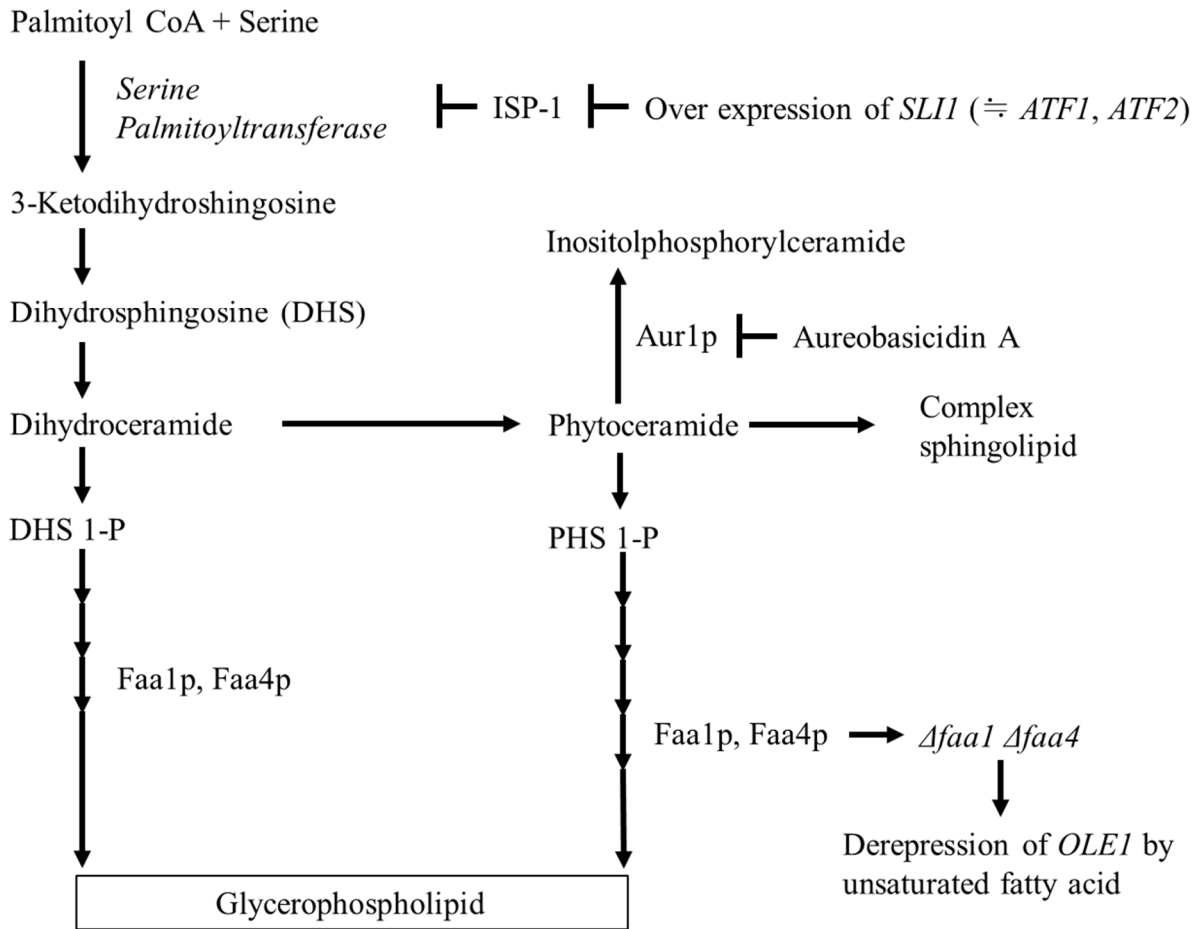 Palmitoyl CoA + Serine
Serine
Palmitoyltransferase
ISP-1
Over expression of SLI1 (≒ ATF1, ATF2)
3-Ketodihydroshingosine
Inositolphosphorylceramide
Dihydrosphingosine (DHS)
Aur1p
Aureobasicidin A
Dihydroceramide
Phytoceramide
Complex
sphingolipid
DHS 1-P
PHS 1-P
Faa1p, Faa4p
Faa1p, Faa4p
Δfaa1 Δfaa4
Derepression of OLE1 by
unsaturated fatty acid
Glycerophospholipid